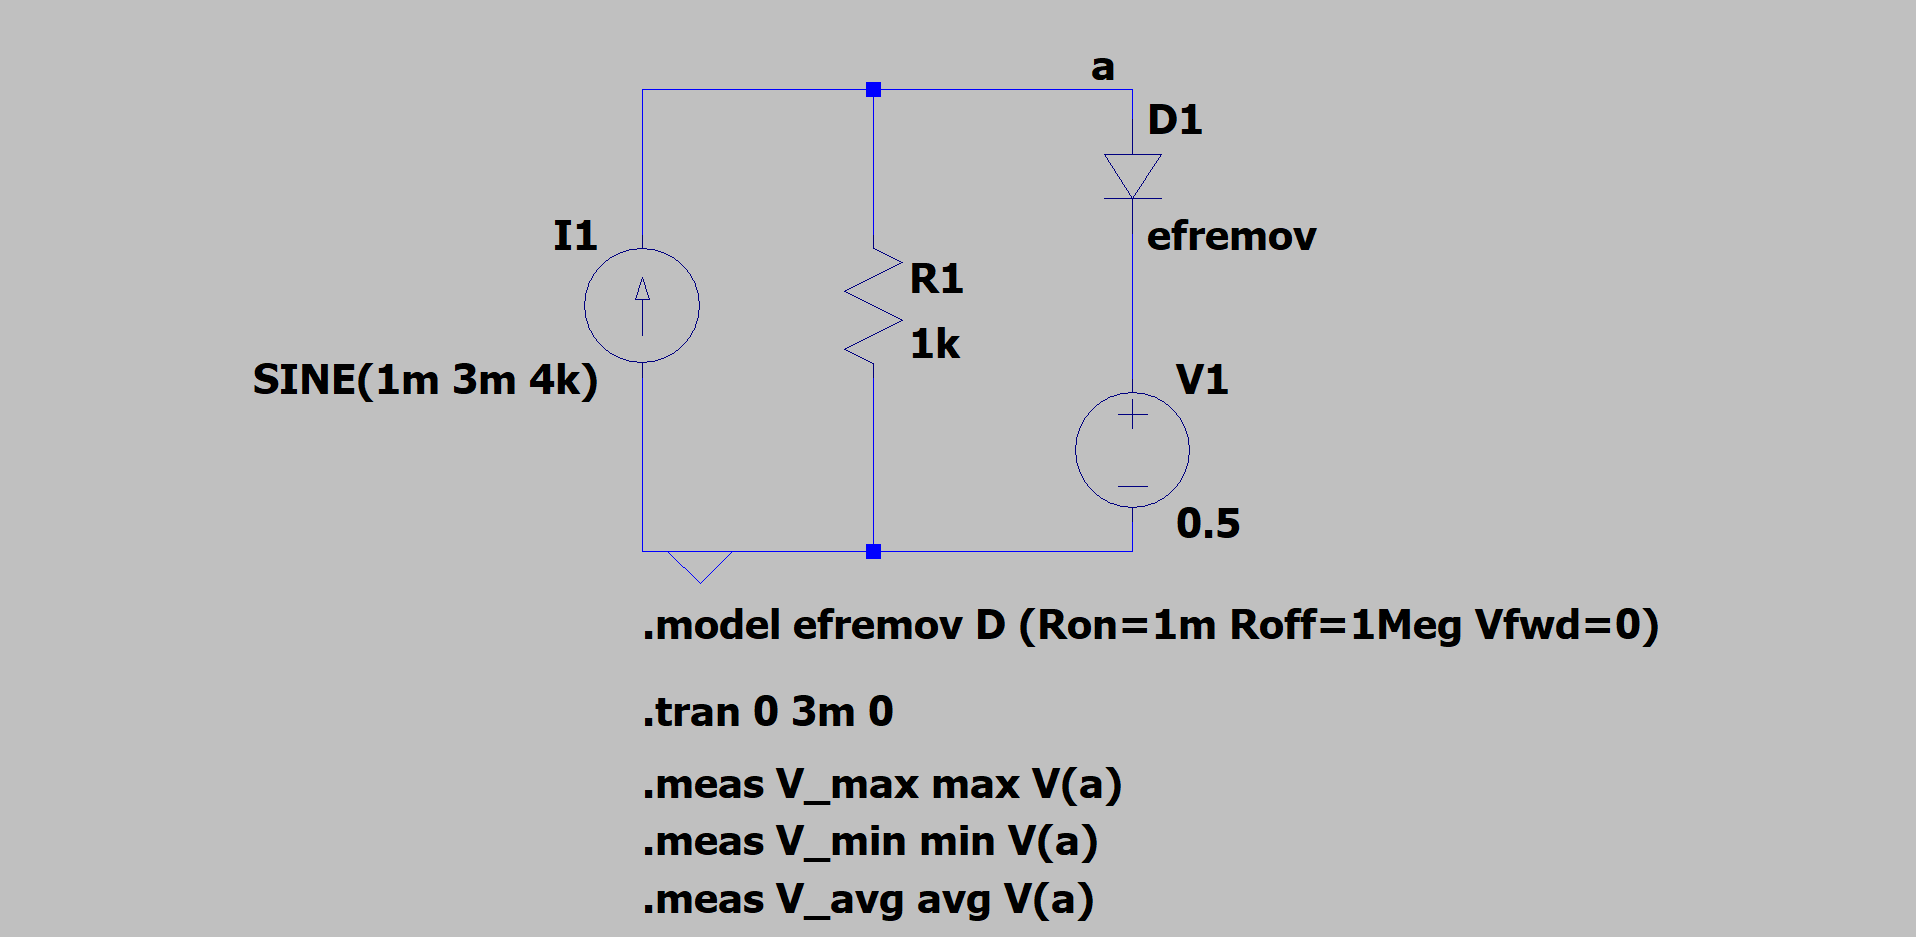 a
D1
I1
efremov
R1
1k
SINE(1m 3m 4k)
V1
0.5
.model efremov D (Ron=1m Roff=1Meg Vfwd=0)
.tran 0 3m 0
.meas V_max max V(a)
.meas V_min min V(a)
.meas V_avg avg V(a)